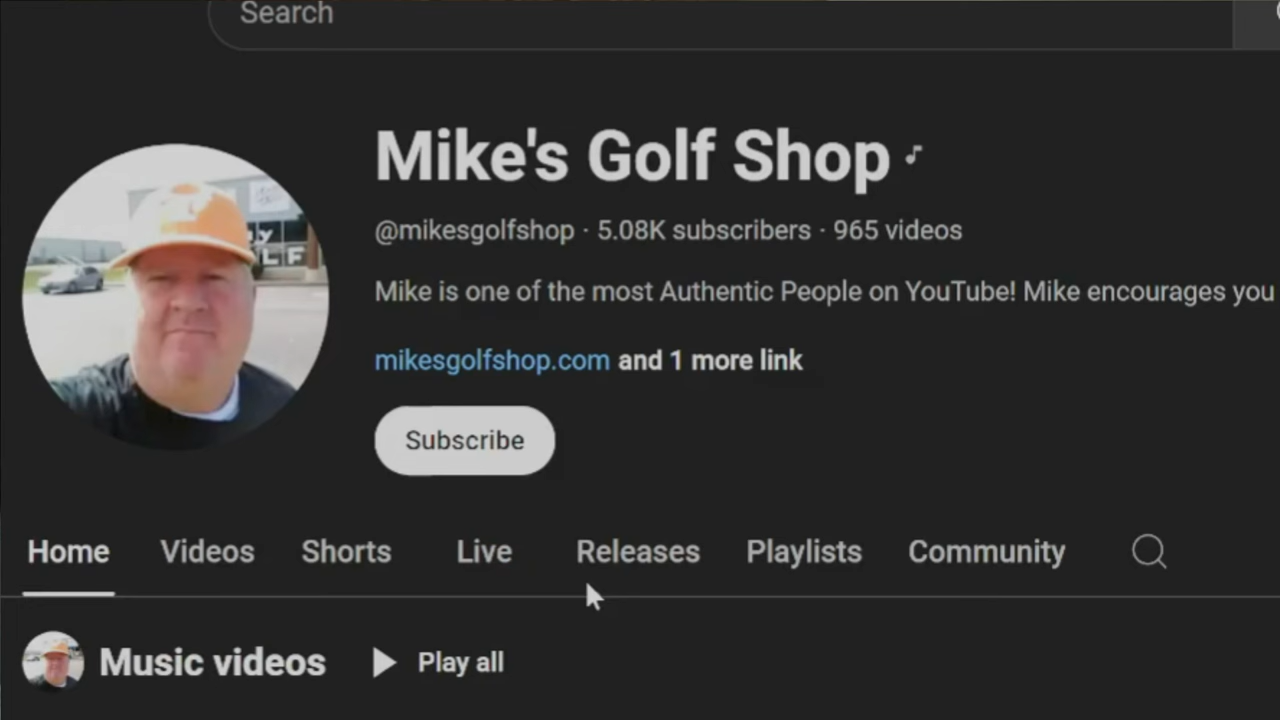 Search
Mike's Golf Shop
@mikesgolfshop · 5.08K subscribers · 965 videos
Mike is one of the most Authentic People on YouTube! Mike encourages you
mikesgolfshop.com and 1 more link
Subscribe
Home Videos Shorts Live Releases Playlists Community
Music videos Play all